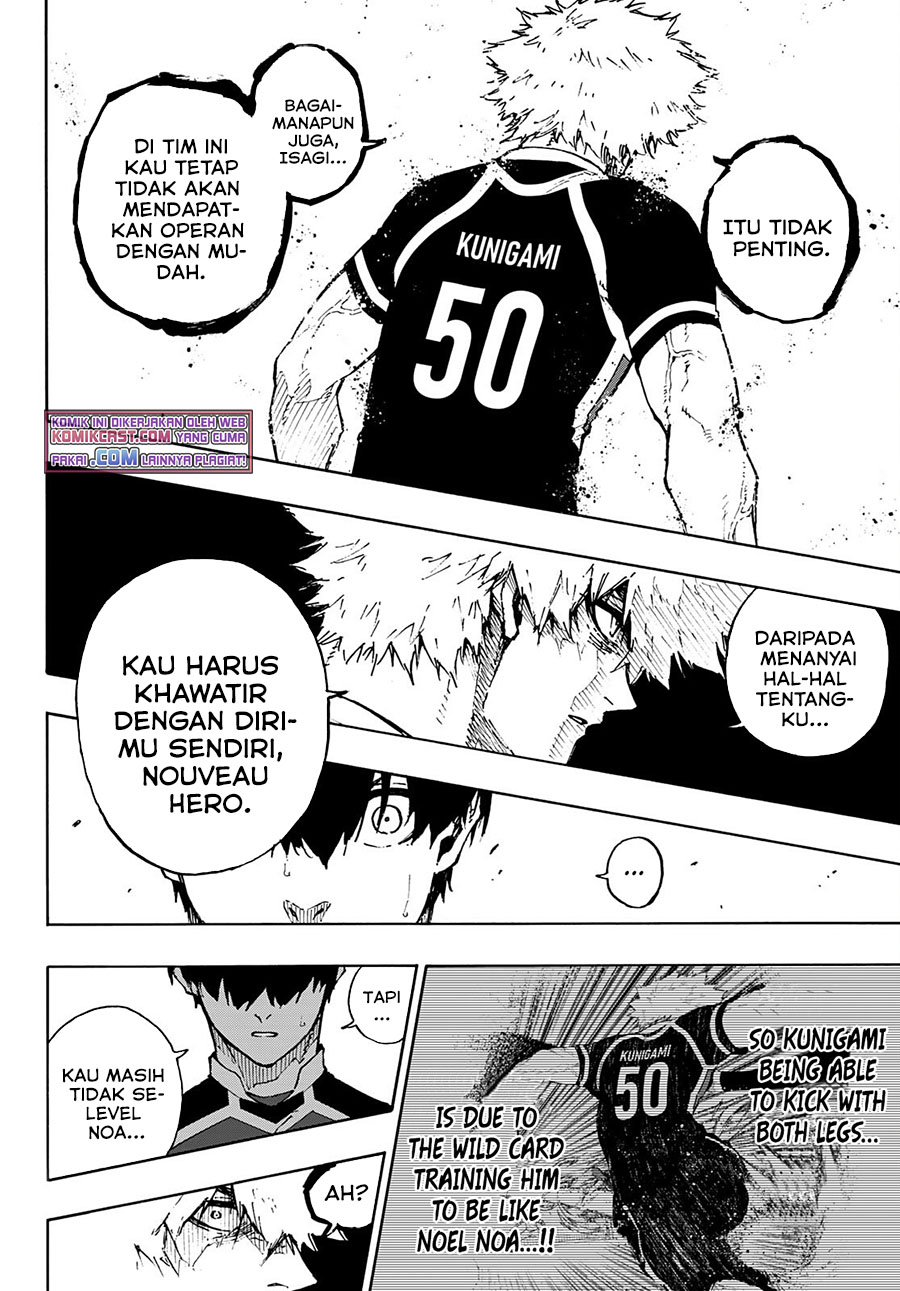 ITU TIDAK
PENTING.
BAGAI-
MANAPUN
JUGA,
ISAGI...
DI TIM INI
KAU TETAP
TIDAK AKAN
MENDAPAT-
KAN OPERAN
DENGAN MU-
DAH.
KUNIGAMI
50
KOMIK INI DIKERJAKAN OLEH WEB
KOMIKCAST.COM YANG CUMA
PAKAI .COM LAINNYA PLAGIAT!
DARIPADA
MENANYAI
HAL-HAL
TENTANG-
KU...
KAU HARUS
KHAWATIR
DENGAN DIRI-
MU SENDIRI,
NOUVEAU
HERO.
...
SO KUNIGAMI
BEING ABLE
TO KICK WITH
BOTH LEGS...
KUNIGAMI
50
IS DUE TO
THE WILD CARD
TRAINING HIM
TO BE LIKE
NOEL NOA...!!
TAPI
...
KAU MASIH
TIDAK SE-
LEVEL
NOA...
AH?